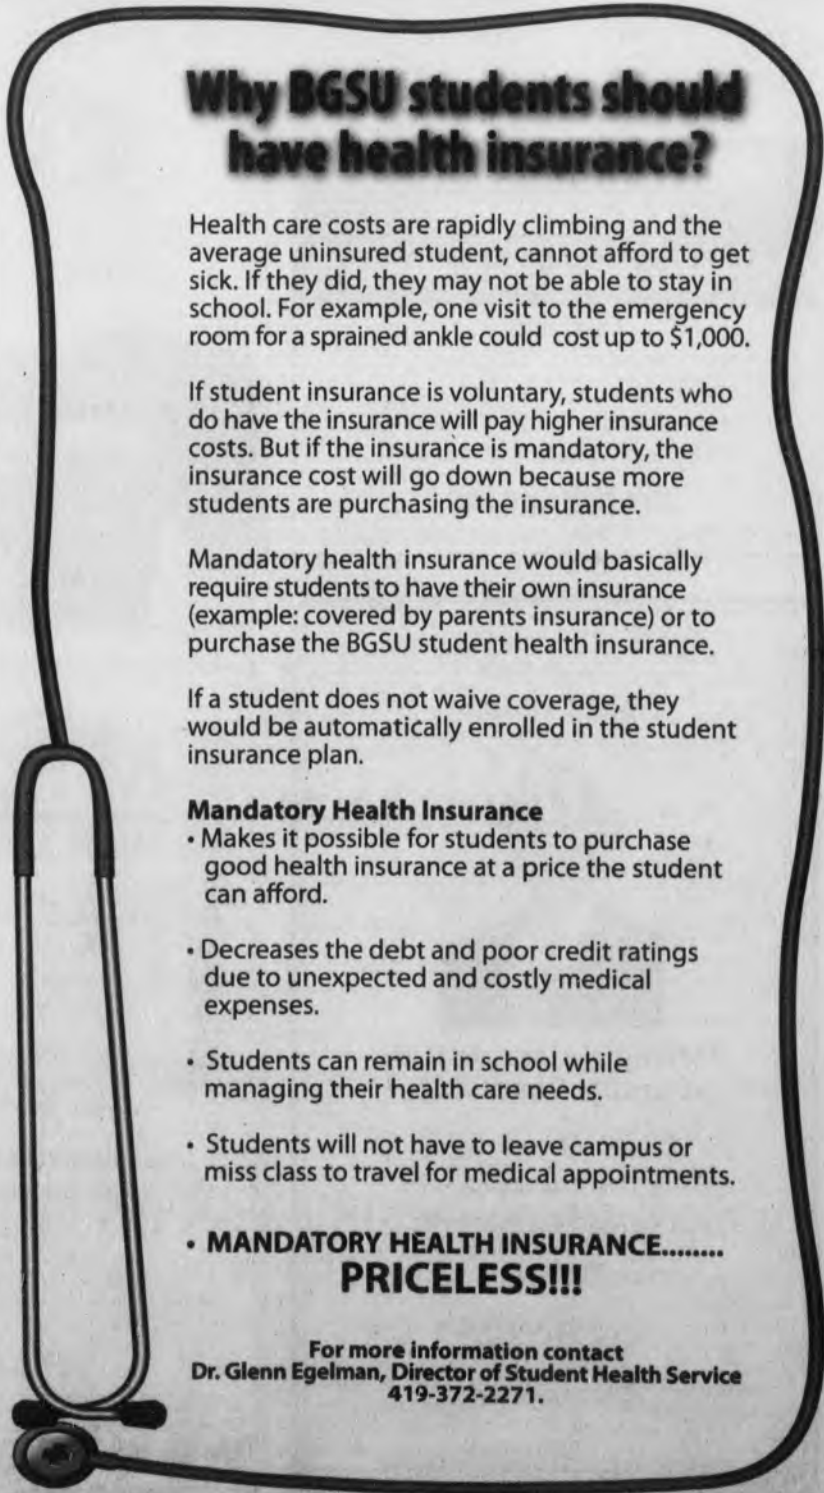 Why BGSU students should
have health insurance?
Health care costs are rapidly climbing and the
average uninsured student, cannot afford to get
sick. If they did, they may not be able to stay in
school. For example, one visit to the emergency
room for a sprained ankle could cost up to $1,000.
If student insurance is voluntary, students who
do have the insurance will pay higher insurance
costs. But if the insurance is mandatory, the
insurance cost will go down because more
students are purchasing the insurance.
Mandatory health insurance would basically
require students to have their own insurance
(example: covered by parents insurance) or to
purchase the BGSU student health insurance.
If a student does not waive coverage, they
would be automatically enrolled in the student
insurance plan.
Mandatory Health Insurance
• Makes it possible for students to purchase
good health insurance at a price the student
can afford.
• Decreases the debt and poor credit ratings
due to unexpected and costly medical
expenses.
• Students can remain in school while
managing their health care needs.
• Students will not have to leave campus or
miss class to travel for medical appointments.
• MANDATORY HEALTH INSURANCE........
PRICELESS!!!
For more information contact
Dr. Glenn Egelman, Director of Student Health Service
419-372-2271.